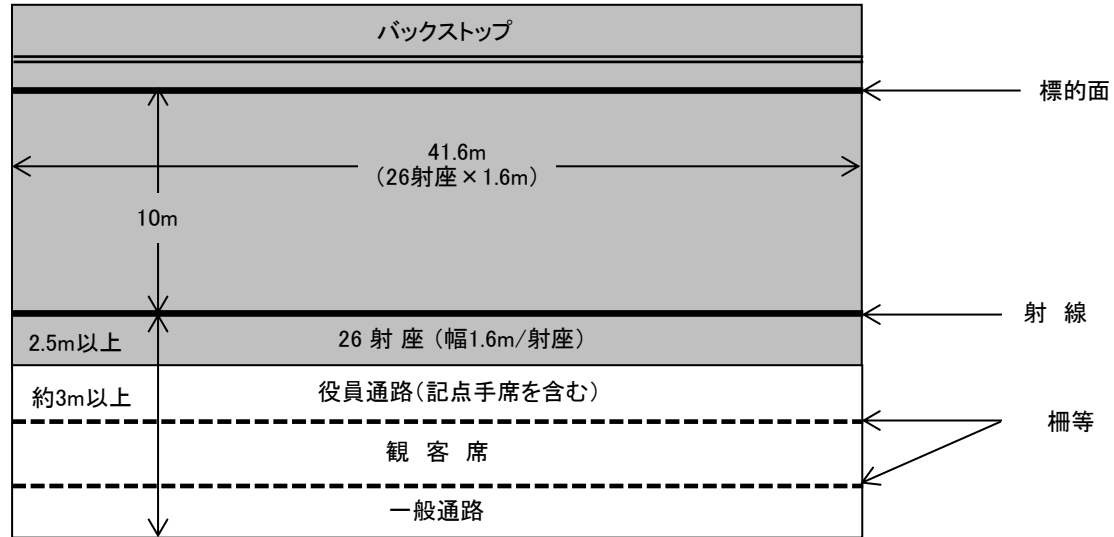 バックストップ
標的面
41.6m
（26射座×1.6m）
10m
射 線
2.5m以上
26 射 座 （幅1.6m/射座）
約3m以上
役員通路（記点手席を含む）
柵等
観 客 席
一般通路